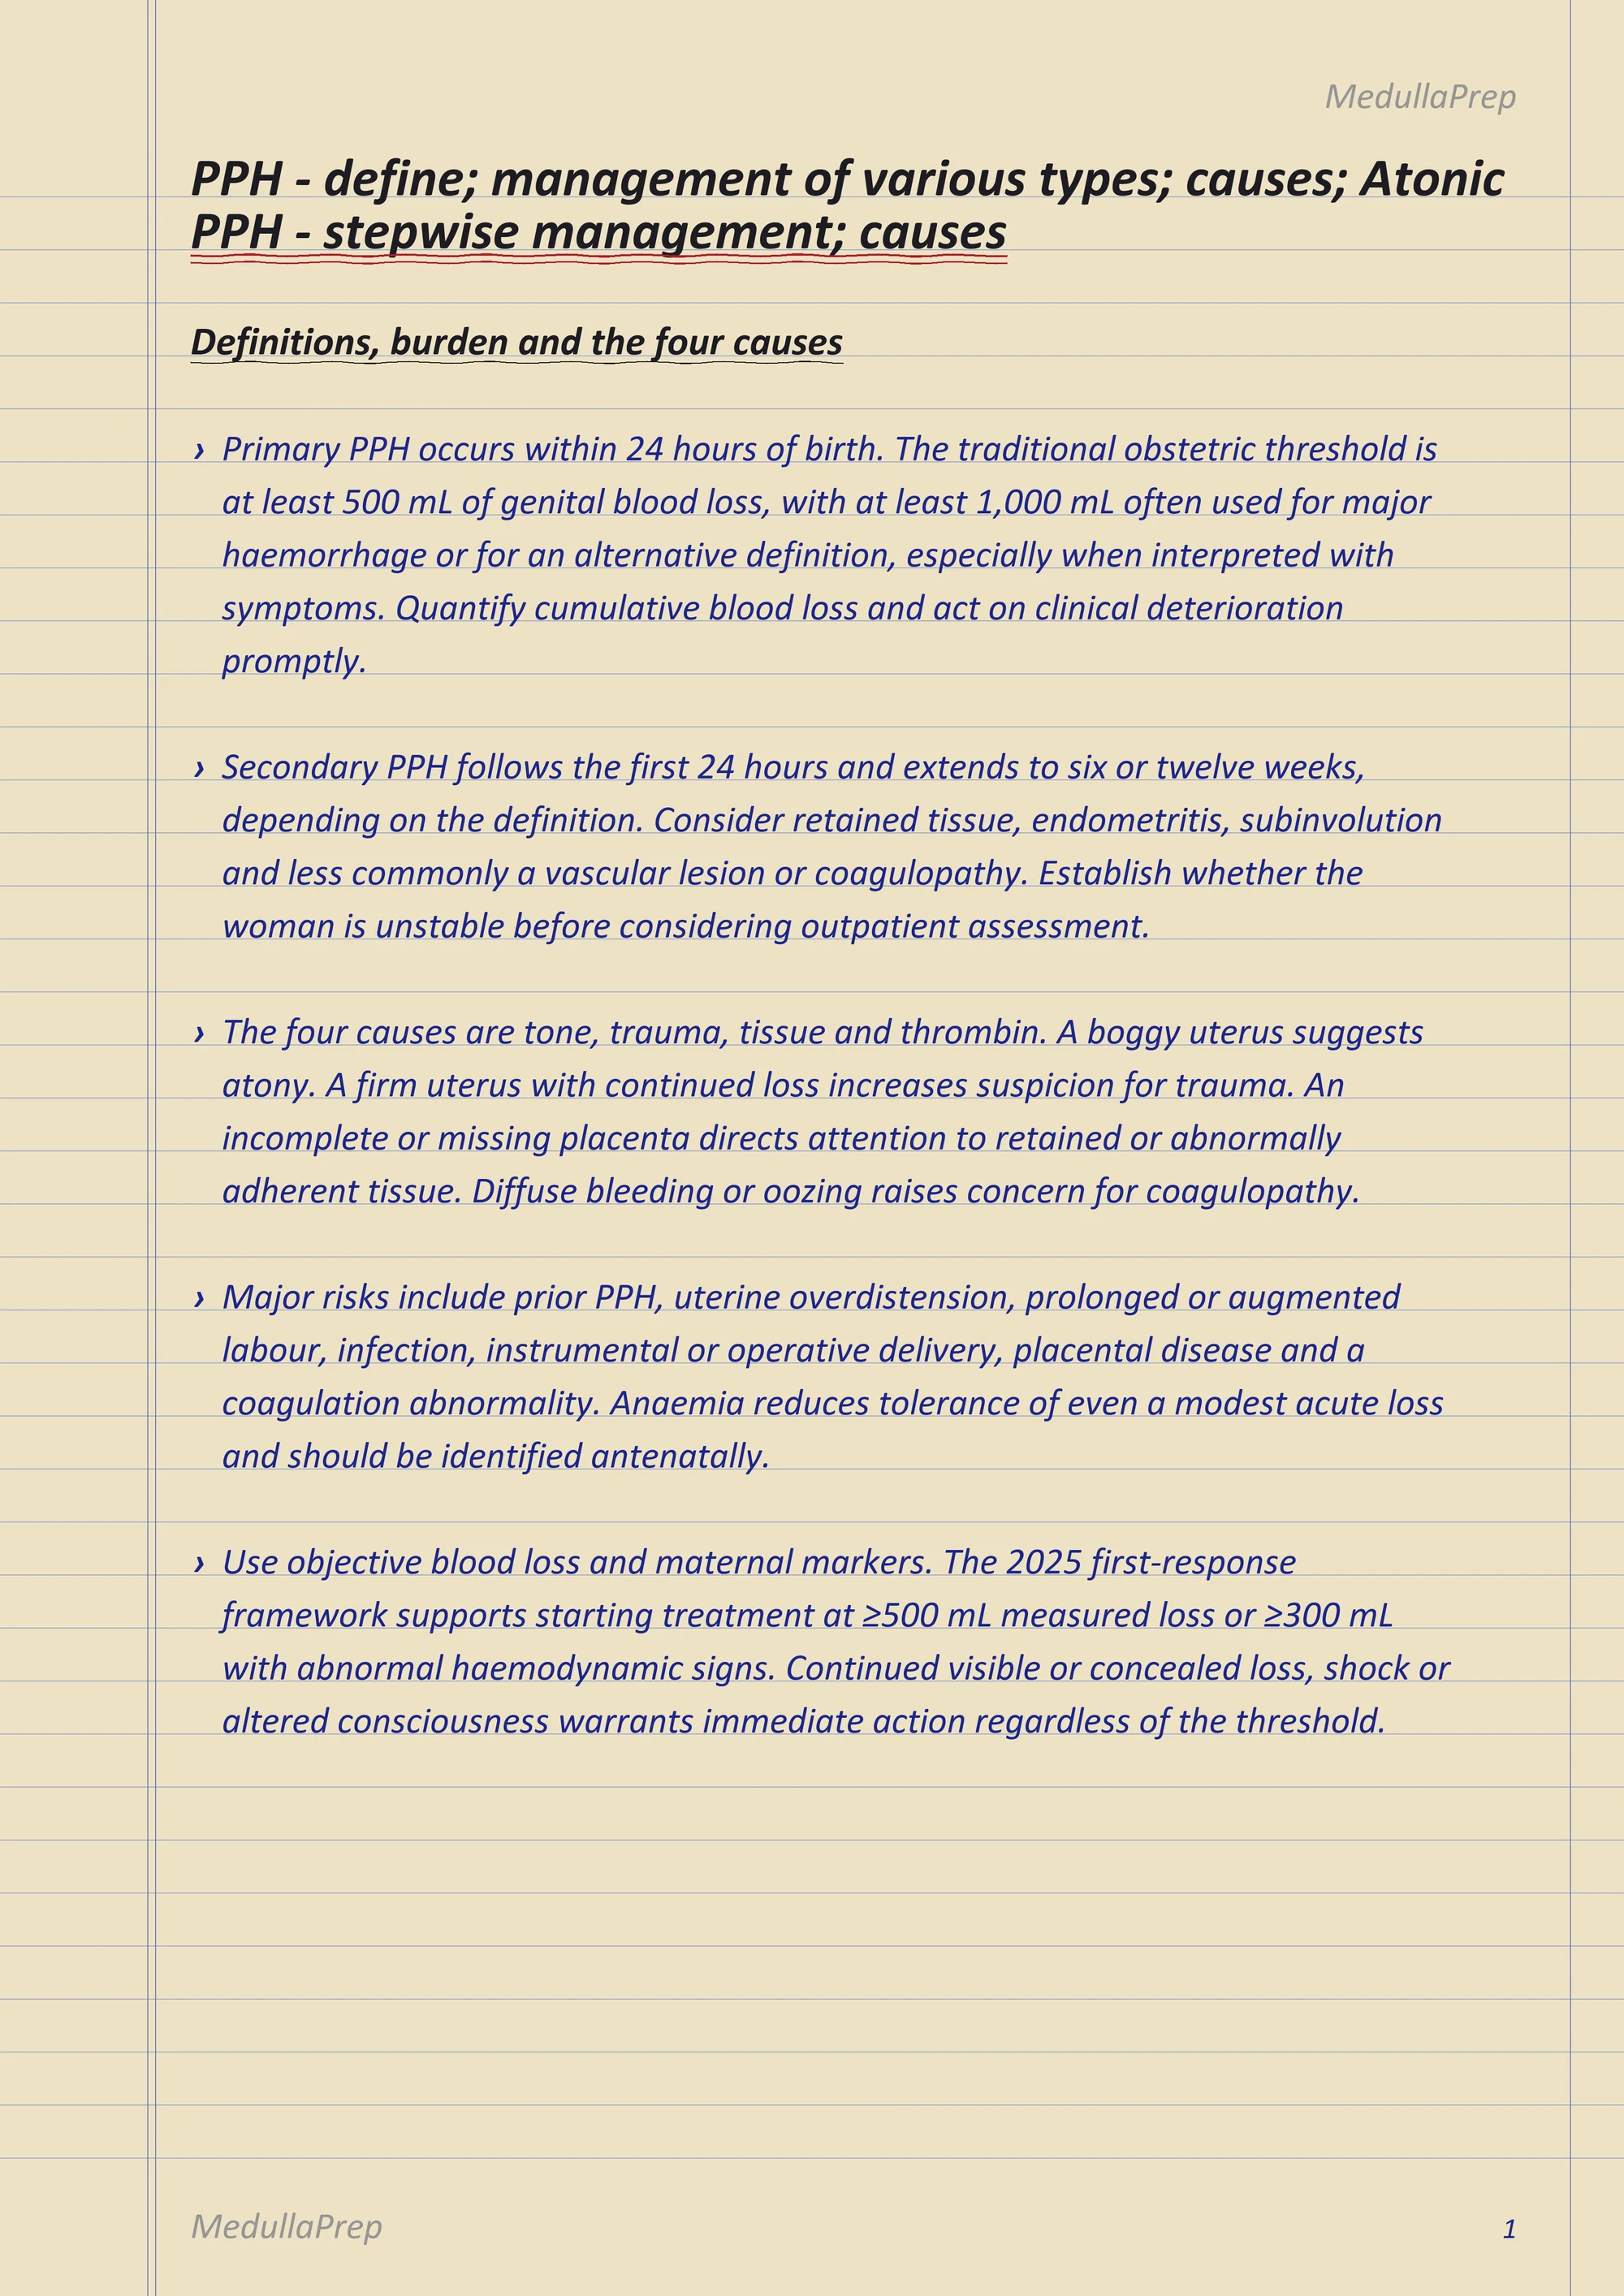 MedullaPrep
PPH - define; management of various types; causes; Atonic
PPH - stepwise management; causes
Definitions, burden and the four causes
› Primary PPH occurs within 24 hours of birth. The traditional obstetric threshold is
at least 500 mL of genital blood loss, with at least 1,000 mL often used for major
haemorrhage or for an alternative definition, especially when interpreted with
symptoms. Quantify cumulative blood loss and act on clinical deterioration
promptly.
› Secondary PPH follows the first 24 hours and extends to six or twelve weeks,
depending on the definition. Consider retained tissue, endometritis, subinvolution
and less commonly a vascular lesion or coagulopathy. Establish whether the
woman is unstable before considering outpatient assessment.
› The four causes are tone, trauma, tissue and thrombin. A boggy uterus suggests
atony. A firm uterus with continued loss increases suspicion for trauma. An
incomplete or missing placenta directs attention to retained or abnormally
adherent tissue. Diffuse bleeding or oozing raises concern for coagulopathy.
› Major risks include prior PPH, uterine overdistension, prolonged or augmented
labour, infection, instrumental or operative delivery, placental disease and a
coagulation abnormality. Anaemia reduces tolerance of even a modest acute loss
and should be identified antenatally.
› Use objective blood loss and maternal markers. The 2025 first-response
framework supports starting treatment at ≥500 mL measured loss or ≥300 mL
with abnormal haemodynamic signs. Continued visible or concealed loss, shock or
altered consciousness warrants immediate action regardless of the threshold.
MedullaPrep
1